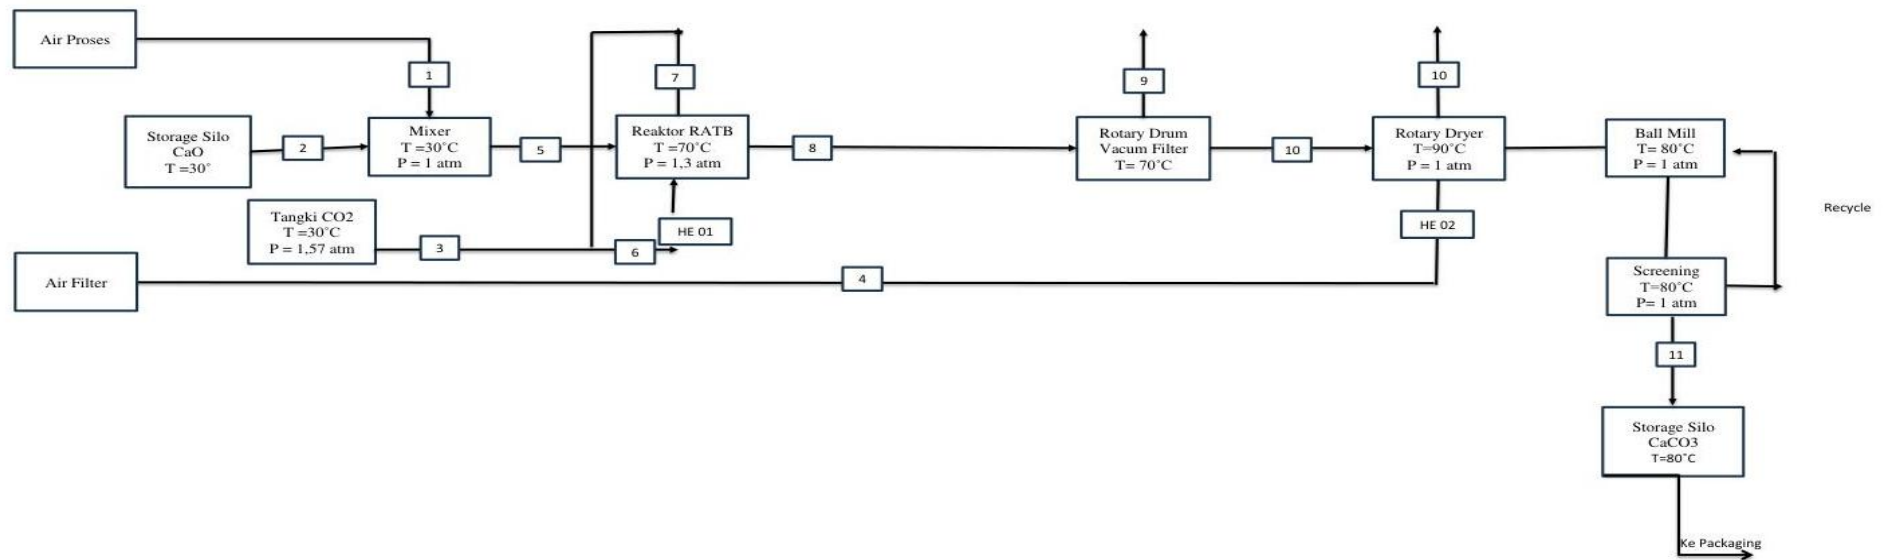 Air Proses
1
7
9
10
Storage Silo
CaO
T =30˚
2
Mixer
T =30˚C
P = 1 atm
5
Reaktor RATB
T =70˚C
P = 1,3 atm
8
Rotary Drum
Vacum Filter
T= 70˚C
10
Rotary Dryer
T=90˚C
P = 1 atm
Ball Mill
T= 80˚C
P = 1 atm
Recycle
Tangki CO2
T =30˚C
P = 1,57 atm
3
6
HE 01
HE 02
Air Filter
4
Screening
T=80˚C
P= 1 atm
11
Storage Silo
CaCO3
T=80˚C
Ke Packaging